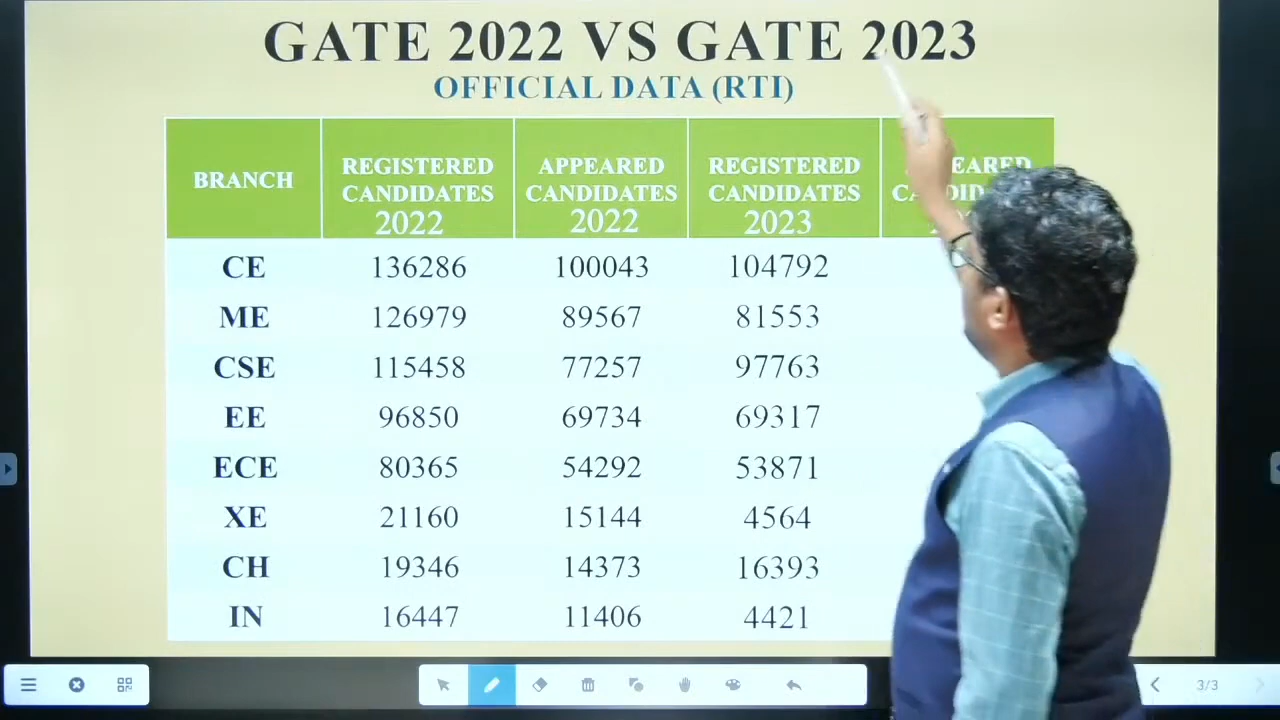 GATE 2022 VS GATE 2023
OFFICIAL DATA (RTI)
BRANCH
REGISTERED
CANDIDATES
2022
APPEARED
CANDIDATES
2022
REGISTERED
CANDIDATES
2023
CE 136286 100043 104792
ME 126979 89567 81553
CSE 115458 77257 97763
EE 96850 69734 69317
ECE 80365 54292 53871
XE 21160 15144 4564
CH 19346 14373 16393
IN 16447 11406 4421
3/3